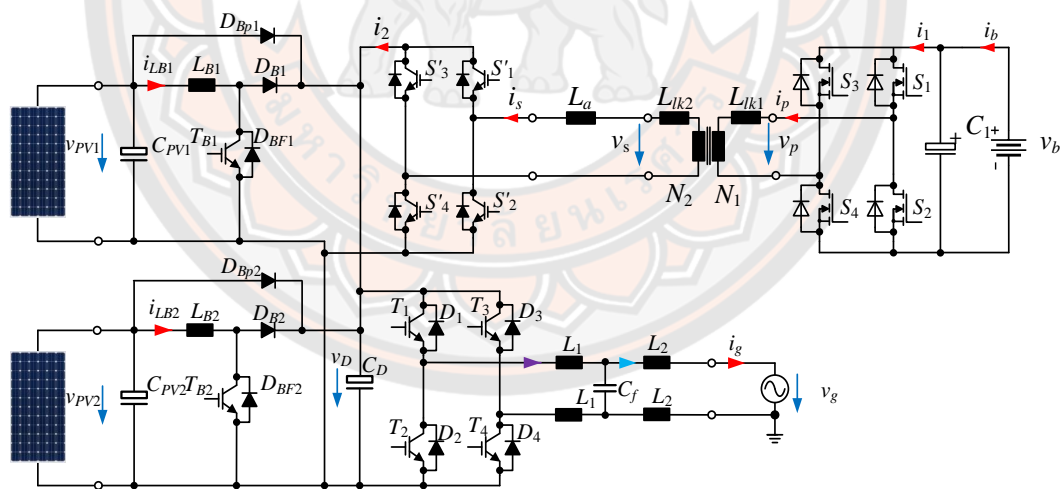 D_Bp1
i_LB1
L_B1
D_B1
i_2
S'_3
S'_1
v_PV1
C_PV1
T_B1
D_BF1
i_s
L_a
L_lk2
L_lk1
i_p
v_s
v_p
N_2
N_1
S'_4
S'_2
S_3
S_1
i_1
i_b
C_1
+
+
-
v_b
S_4
S_2
D_Bp2
i_LB2
L_B2
D_B2
v_PV2
C_PV2
T_B2
D_BF2
v_D
C_D
T_1
D_1
T_3
D_3
L_1
L_2
i_g
C_f
v_g
L_1
L_2
T_2
D_2
T_4
D_4